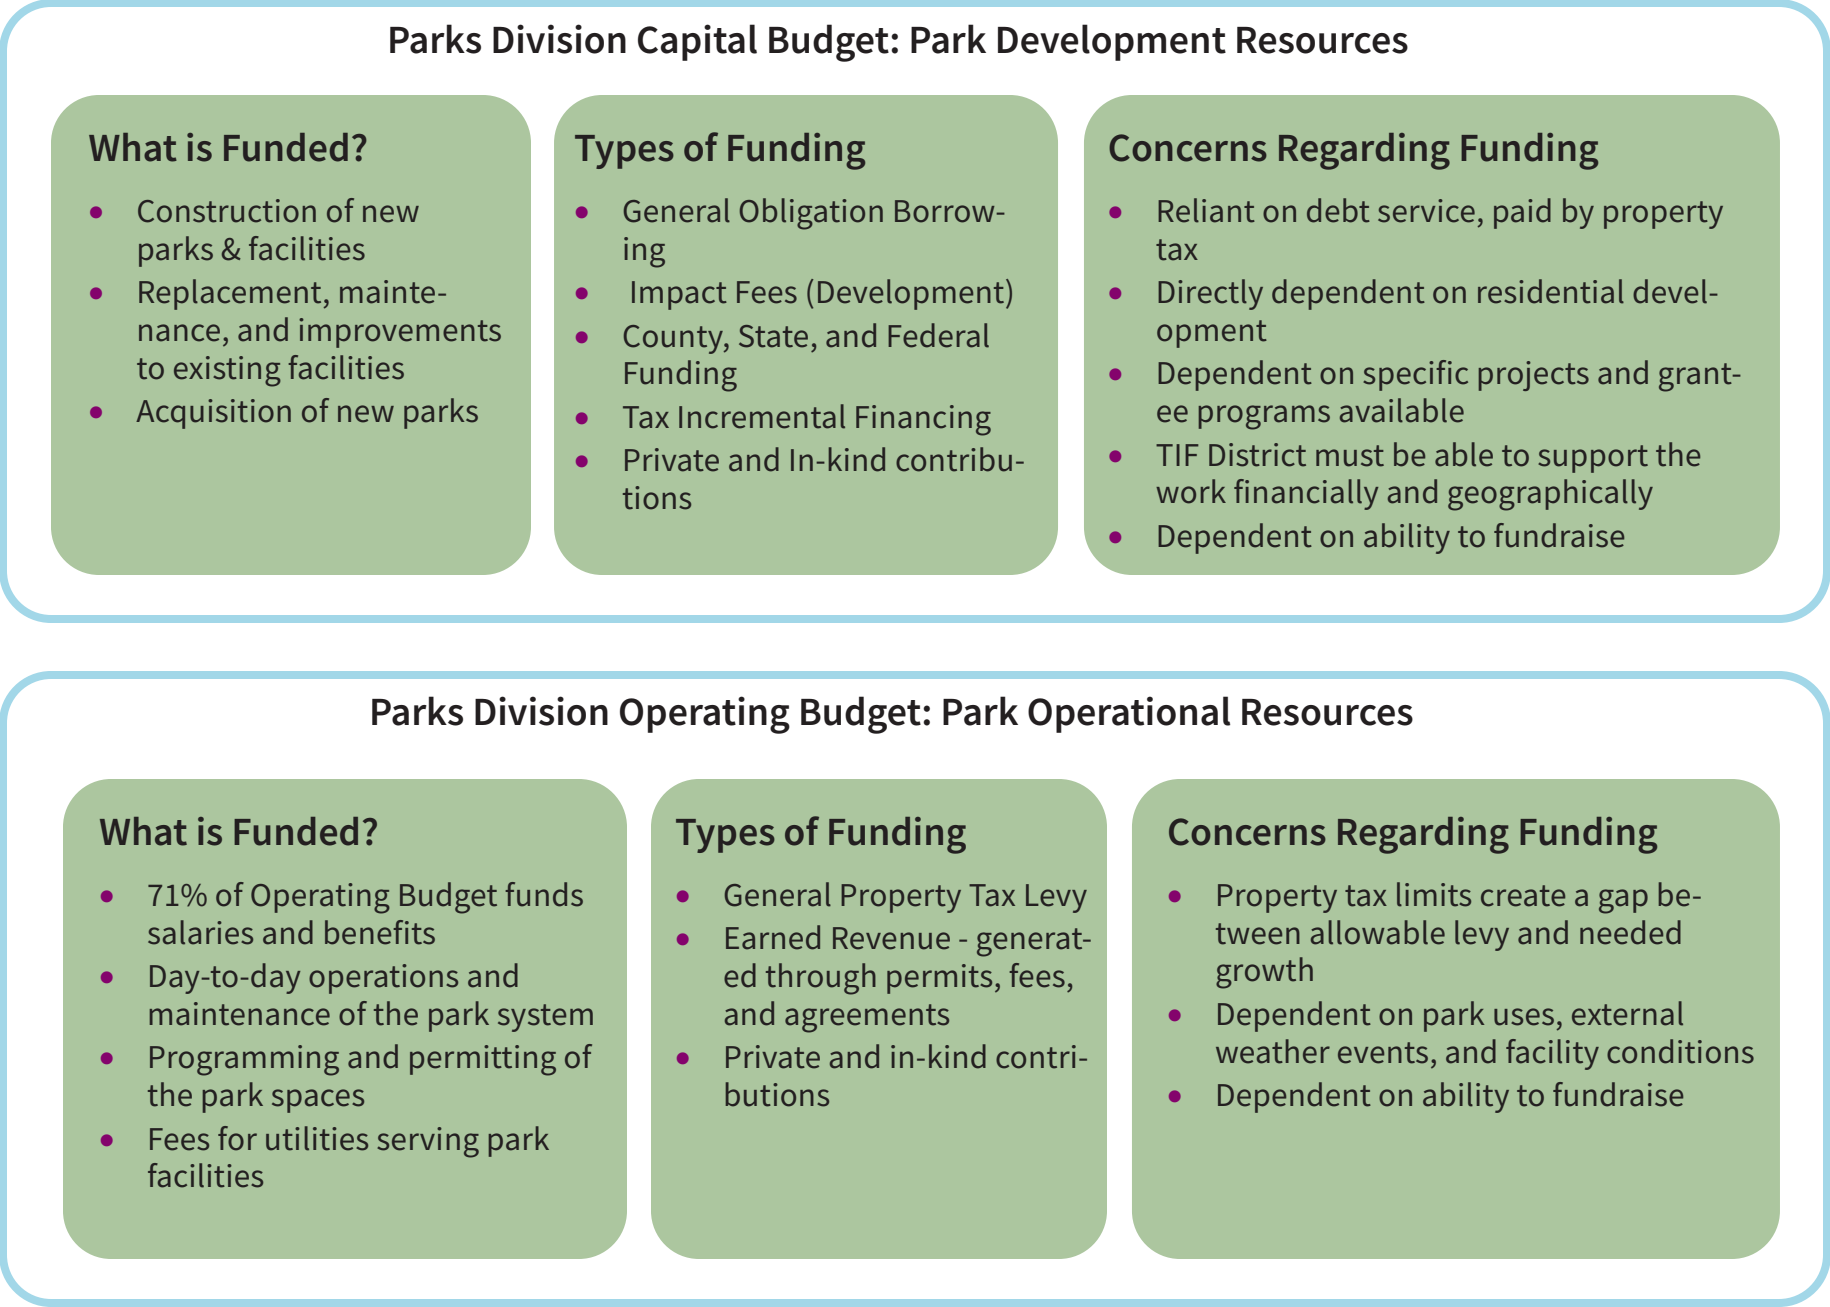 Parks Division Capital Budget: Park Development Resources
What is Funded?
• Construction of new
parks & facilities
• Replacement, mainte-
nance, and improvements
to existing facilities
• Acquisition of new parks
Types of Funding
• General Obligation Borrow-
ing
• Impact Fees (Development)
• County, State, and Federal
Funding
• Tax Incremental Financing
• Private and In-kind contribu-
tions
Concerns Regarding Funding
• Reliant on debt service, paid by property
tax
• Directly dependent on residential devel-
opment
• Dependent on specific projects and grant-
ee programs available
• TIF District must be able to support the
work financially and geographically
• Dependent on ability to fundraise
Parks Division Operating Budget: Park Operational Resources
What is Funded?
• 71% of Operating Budget funds
salaries and benefits
• Day-to-day operations and
maintenance of the park system
• Programming and permitting of
the park spaces
• Fees for utilities serving park
facilities
Types of Funding
• General Property Tax Levy
• Earned Revenue - generat-
ed through permits, fees,
and agreements
• Private and in-kind contri-
butions
Concerns Regarding Funding
• Property tax limits create a gap be-
tween allowable levy and needed
growth
• Dependent on park uses, external
weather events, and facility conditions
• Dependent on ability to fundraise